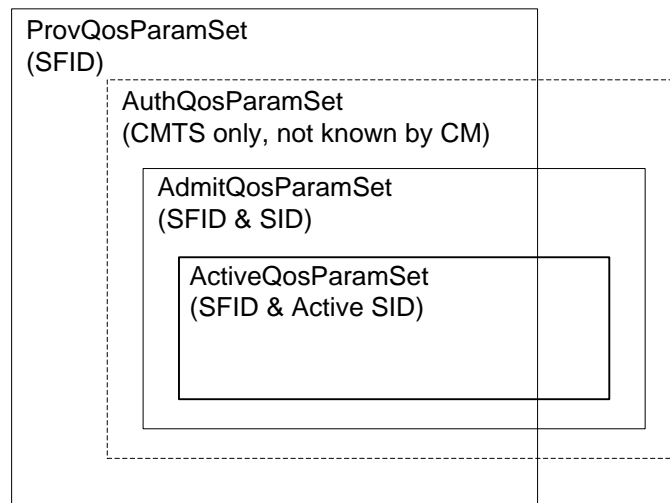 ProvQosParamSet
(SFID)
AuthQosParamSet
(CMTS only, not known by CM)
AdmitQosParamSet
(SFID & SID)
ActiveQosParamSet
(SFID & Active SID)